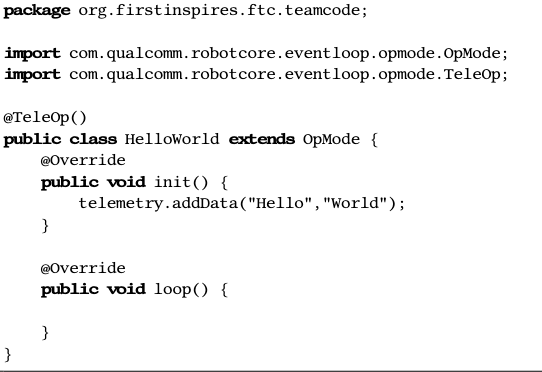 package org.firstinspires.ftc.teamcode;

import com.qualcomm.robotcore.eventloop.opmode.OpMode;
import com.qualcomm.robotcore.eventloop.opmode.TeleOp;

@TeleOp()
public class HelloWorld extends OpMode {
    @Override
    public void init() {
        telemetry.addData("Hello","World");
    }

    @Override
    public void loop() {

    }
}